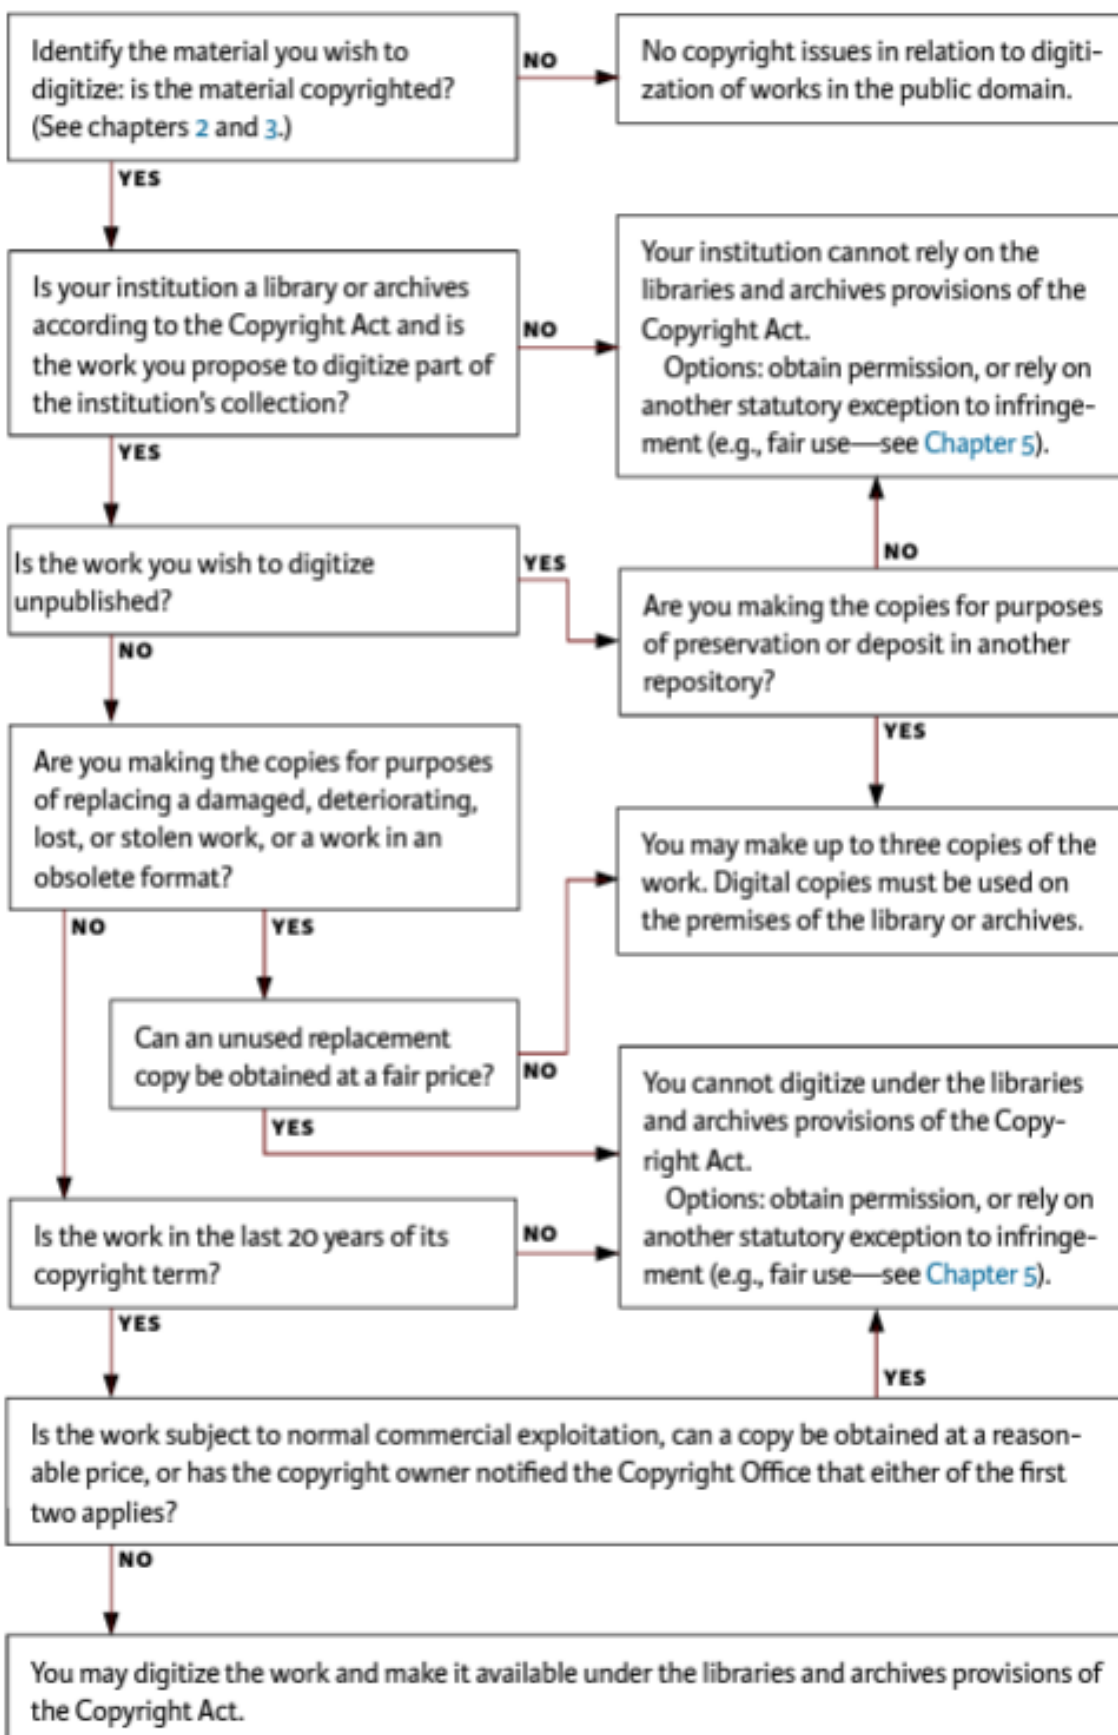 Identify the material you wish to
digitize: is the material copyrighted?
(See chapters 2 and 3.)
NO
No copyright issues in relation to digiti-
zation of works in the public domain.
YES
Is your institution a library or archives
according to the Copyright Act and is
the work you propose to digitize part of
the institution's collection?
NO
Your institution cannot rely on the
libraries and archives provisions of the
Copyright Act.
Options: obtain permission, or rely on
another statutory exception to infringe-
ment (e.g., fair use—see Chapter 5).
YES
Is the work you wish to digitize
unpublished?
YES
NO
Are you making the copies for purposes
of preservation or deposit in another
repository?
NO
YES
Are you making the copies for purposes
of replacing a damaged, deteriorating,
lost, or stolen work, or a work in an
obsolete format?
You may make up to three copies of the
work. Digital copies must be used on
the premises of the library or archives.
NO
YES
Can an unused replacement
copy be obtained at a fair price?
NO
YES
You cannot digitize under the libraries
and archives provisions of the Copy-
right Act.
Options: obtain permission, or rely on
another statutory exception to infringe-
ment (e.g., fair use—see Chapter 5).
Is the work in the last 20 years of its
copyright term?
NO
YES
YES
Is the work subject to normal commercial exploitation, can a copy be obtained at a reason-
able price, or has the copyright owner notified the Copyright Office that either of the first
two applies?
NO
You may digitize the work and make it available under the libraries and archives provisions of
the Copyright Act.